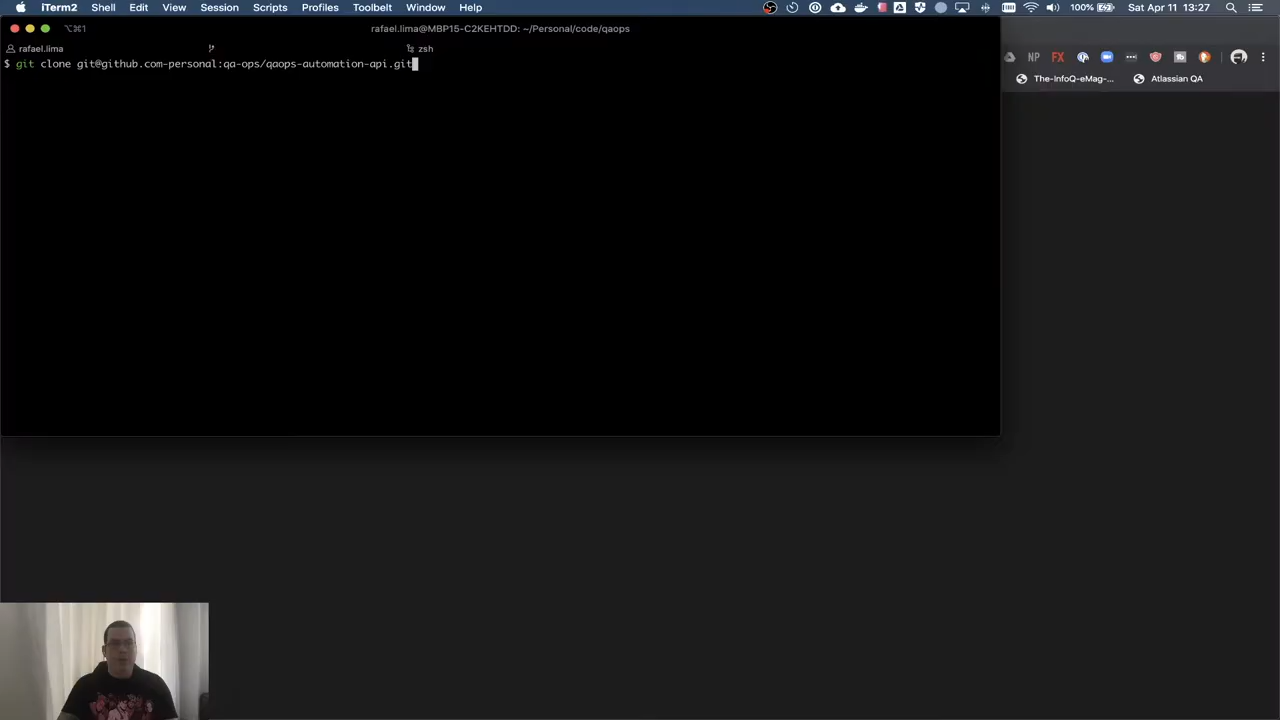 iTerm2 Shell Edit View Session Scripts Profiles Toolbelt Window Help 100% Sat Apr 11 13:27
⌥⌘1 rafael.lima@MBP15-C2KEHTDD: ~/Personal/code/qaops
rafael.lima zsh
$ git clone git@github.com-personal:qa-ops/qaops-automation-api.git
NP FX
The-InfoQ-eMag-... Atlassian QA